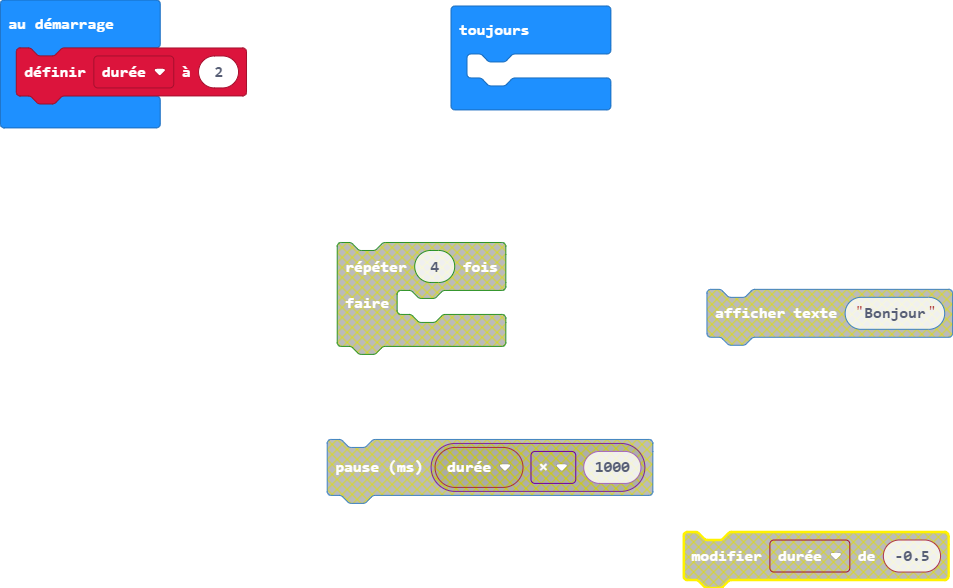 au démarrage
définir durée à 2
toujours
répéter 4 fois
faire
afficher texte "Bonjour"
pause (ms) durée × 1000
modifier durée de -0.5